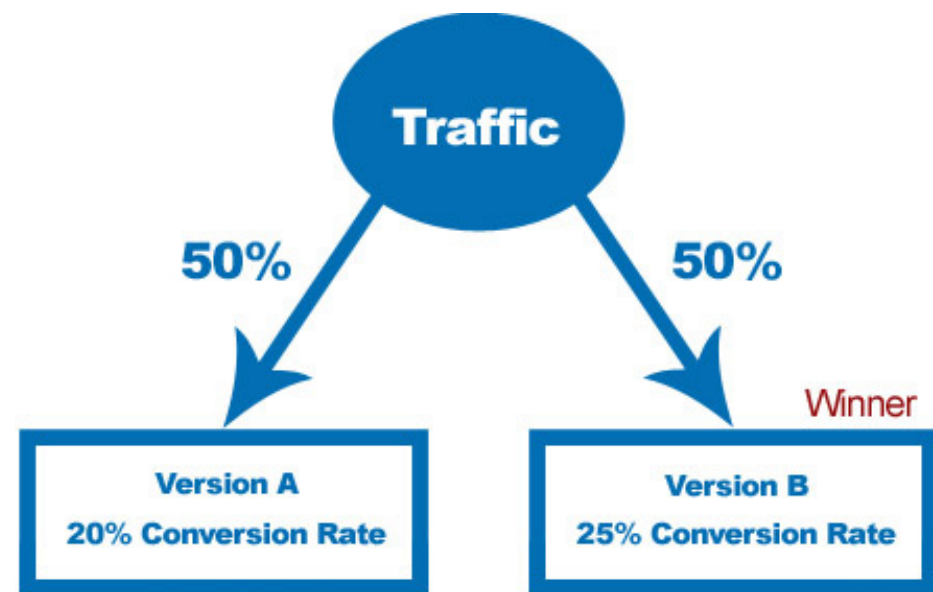 Traffic
50%
50%
Winner
Version A
20% Conversion Rate
Version B
25% Conversion Rate